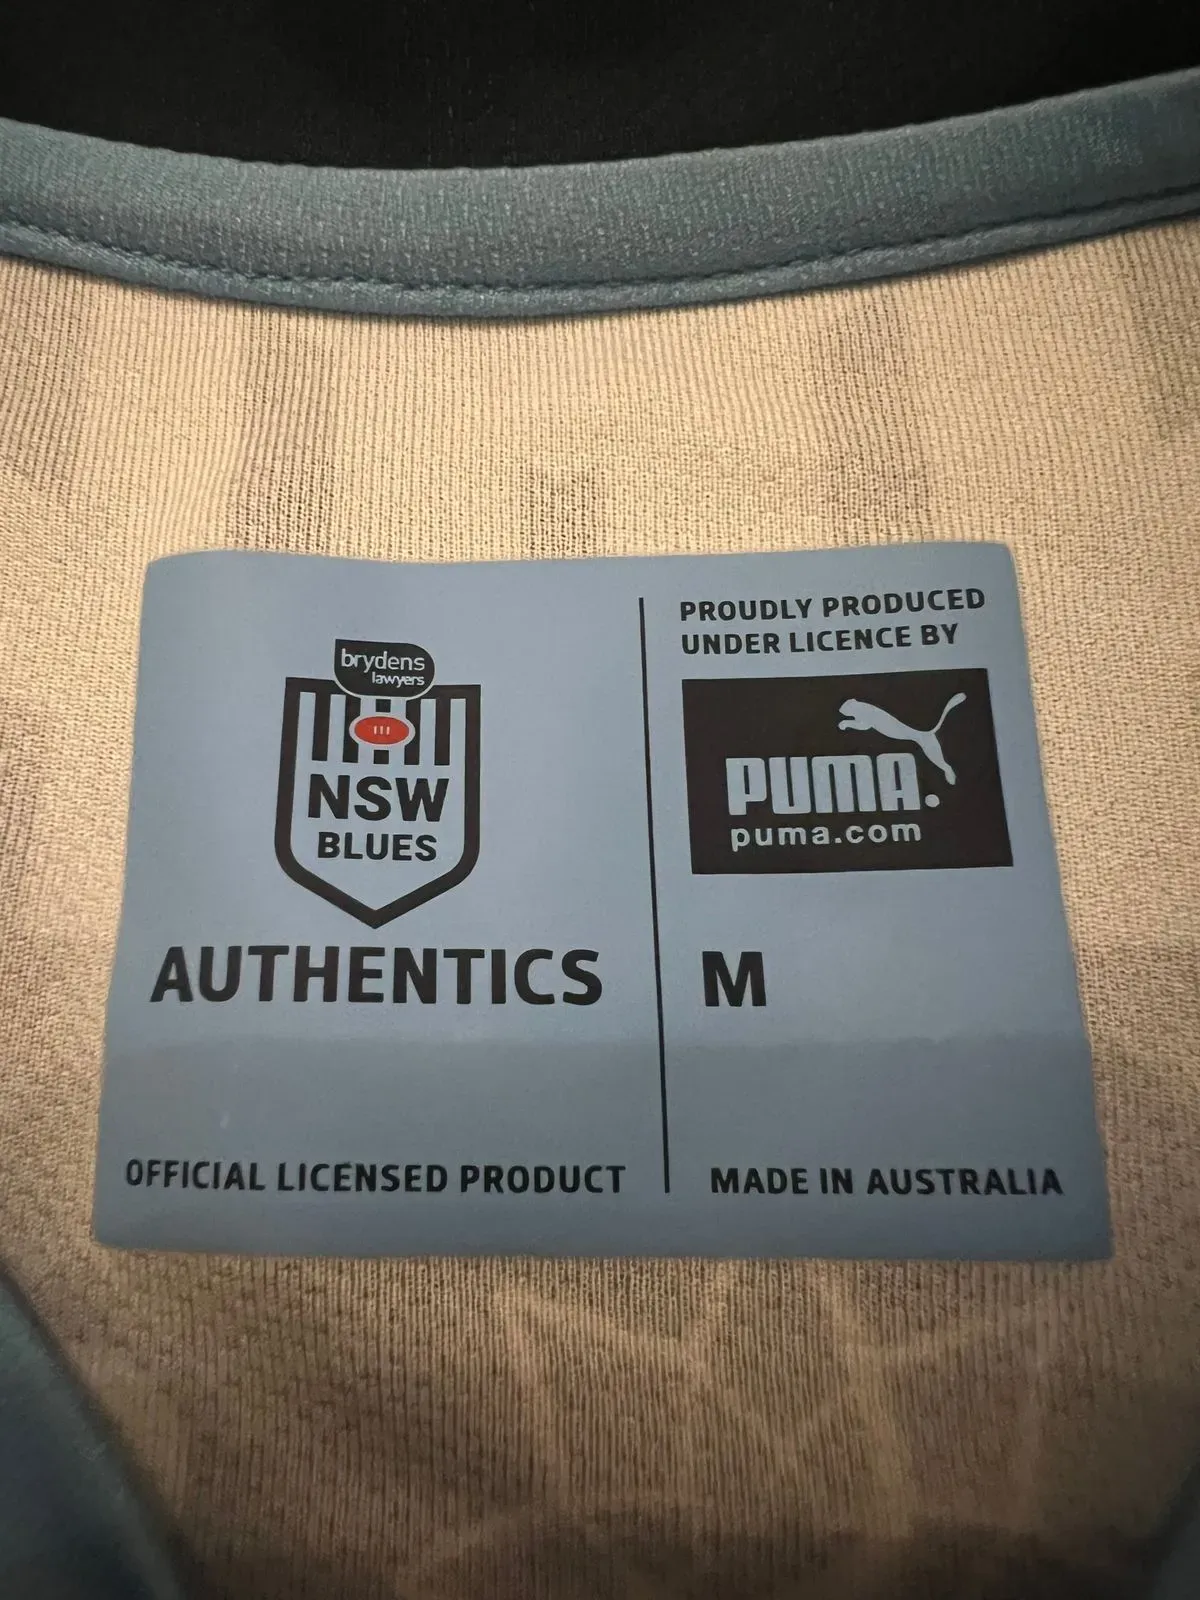 brydens
lawyers
NSW
BLUES
AUTHENTICS
OFFICIAL LICENSED PRODUCT
PROUDLY PRODUCED
UNDER LICENCE BY
PUMA.
puma.com
M
MADE IN AUSTRALIA